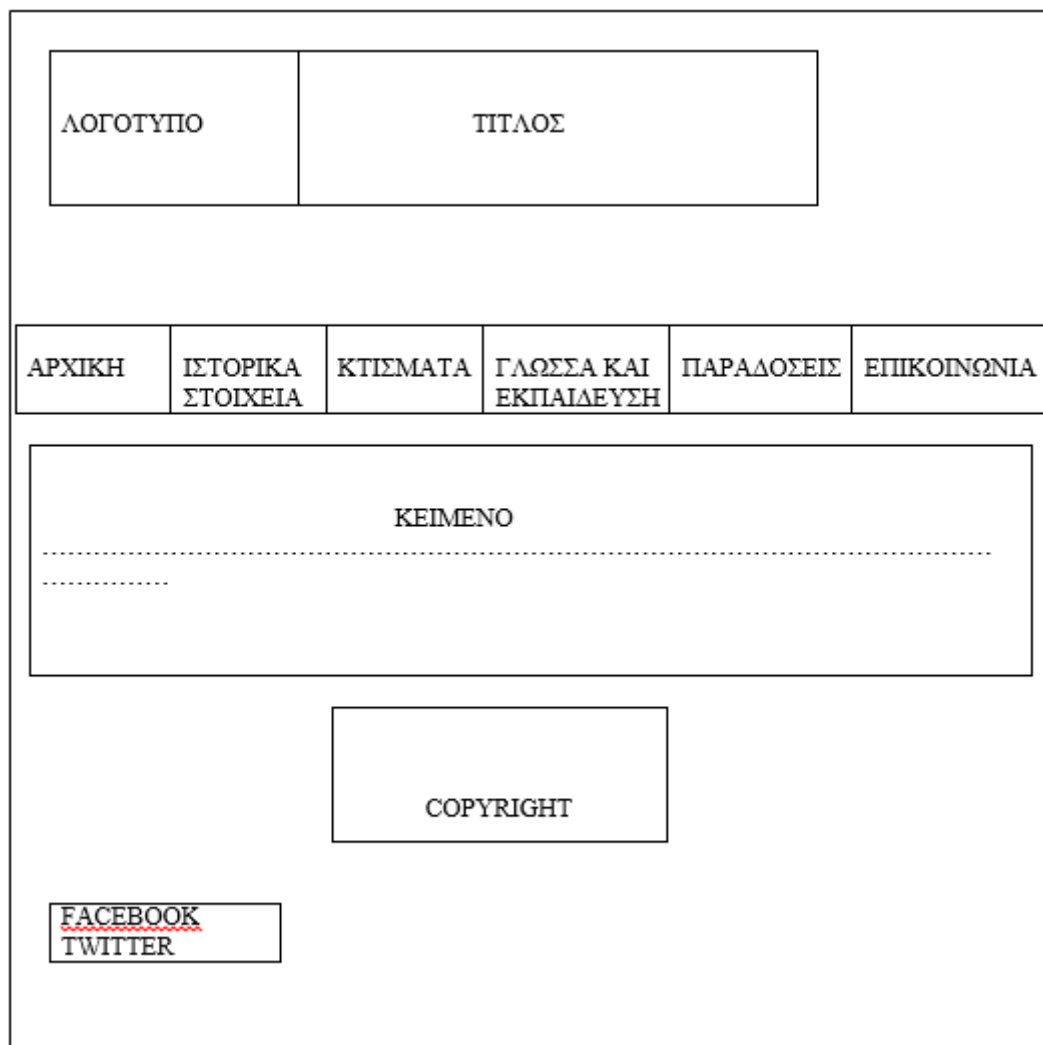 ΛΟΓΟΤΥΠΟ
ΤΙΤΛΟΣ
ΑΡΧΙΚΗ
ΙΣΤΟΡΙΚΑ
ΣΤΟΙΧΕΙΑ
ΚΤΙΣΜΑΤΑ
ΓΛΩΣΣΑ ΚΑΙ
ΕΚΠΑΙΔΕΥΣΗ
ΠΑΡΑΔΟΣΕΙΣ
ΕΠΙΚΟΙΝΩΝΙΑ
ΚΕΙΜΕΝΟ
COPYRIGHT
FACEBOOK
TWITTER